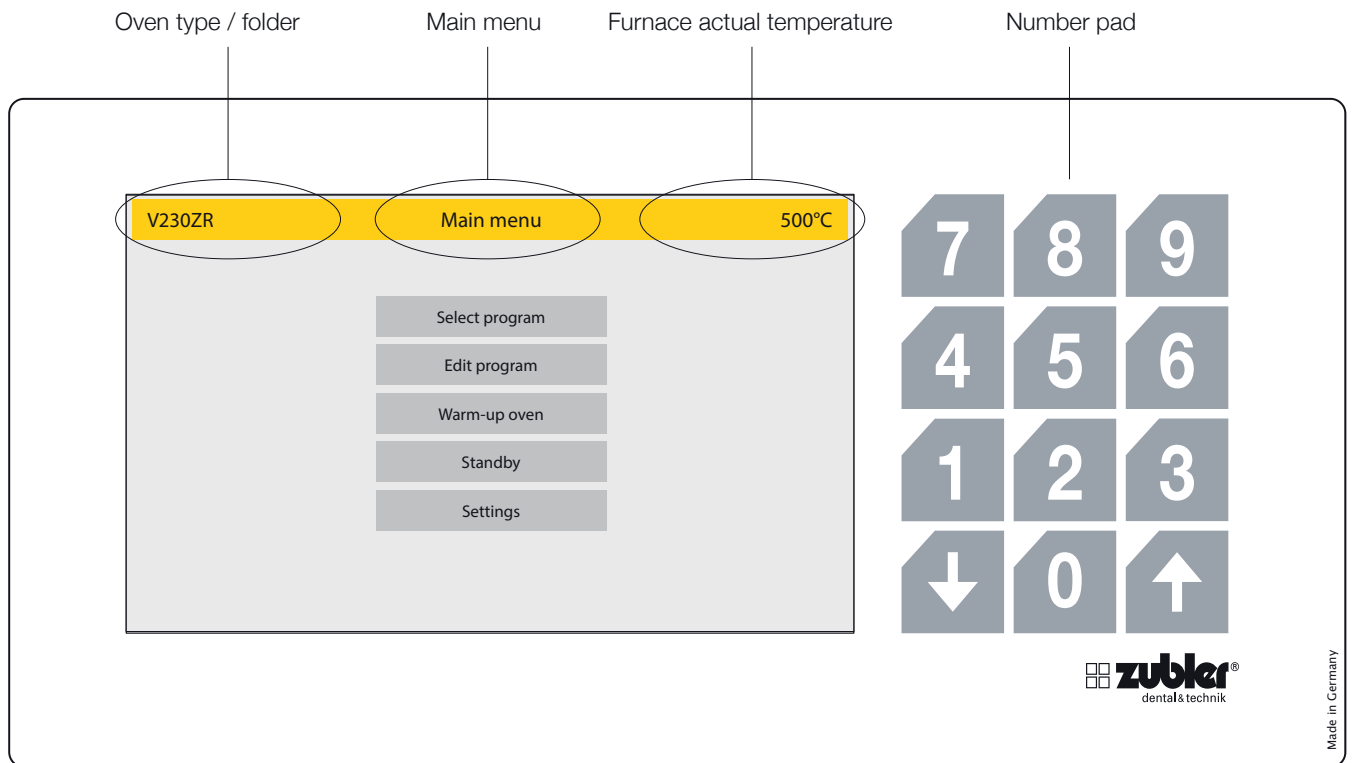 Oven type / folder Main menu Furnace actual temperature Number pad
V230ZR Main menu 500°C
Select program
Edit program
Warm-up oven
Standby
Settings
7 8 9
4 5 6
1 2 3
↓ 0 ↑
zubler®
dental & technik
Made in Germany